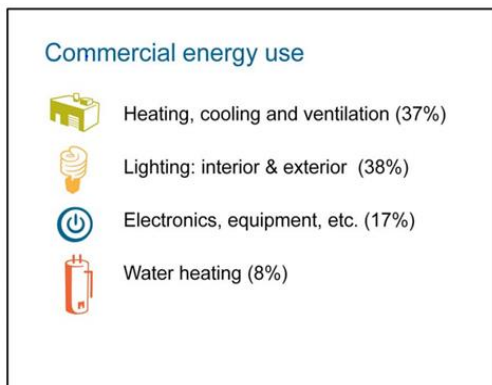 Commercial energy use
Heating, cooling and ventilation (37%)
Lighting: interior & exterior (38%)
Electronics, equipment, etc. (17%)
Water heating (8%)